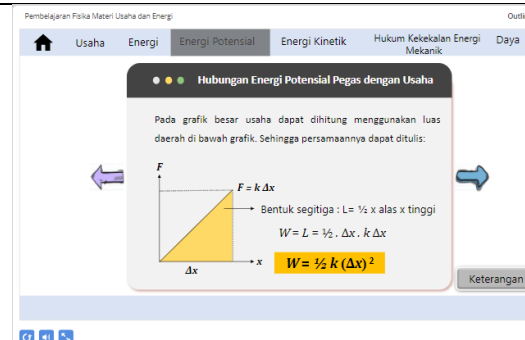 Pembelajaran Fisika Materi Usaha dan Energi
Usaha
Energi
Energi Potensial
Energi Kinetik
Hukum Kekekalan Energi
Mekanik
Daya
Hubungan Energi Potensial Pegas dengan Usaha
Pada grafik besar usaha dapat dihitung menggunakan luas
daerah di bawah grafik. Sehingga persamaannya dapat ditulis:
F
F = k Δx
Bentuk segitiga : L= ½ x alas x tinggi
W = L = ½ . Δx . k Δx
x
Δx
W = ½ k (Δx) ²
Keterangan